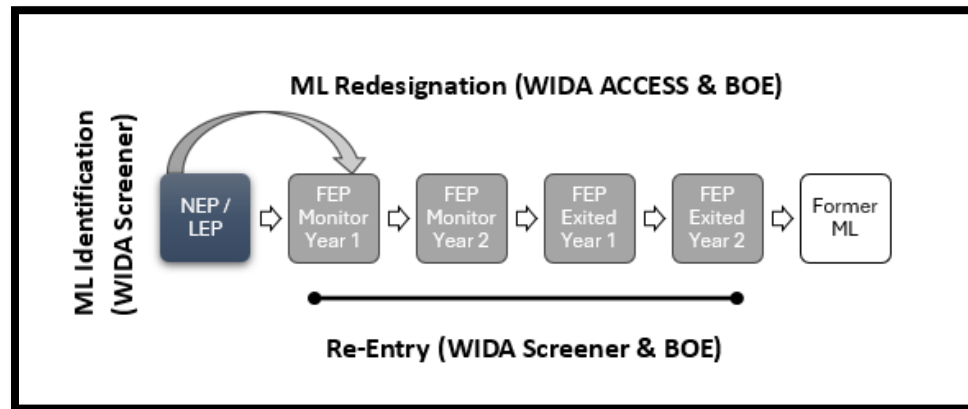 ML Redesignation (WIDA ACCESS & BOE)
ML Identification
(WIDA Screener)
NEP /
LEP
FEP
Monitor
Year 1
FEP
Monitor
Year 2
FEP
Exited
Year 1
FEP
Exited
Year 2
Former
ML
Re-Entry (WIDA Screener & BOE)